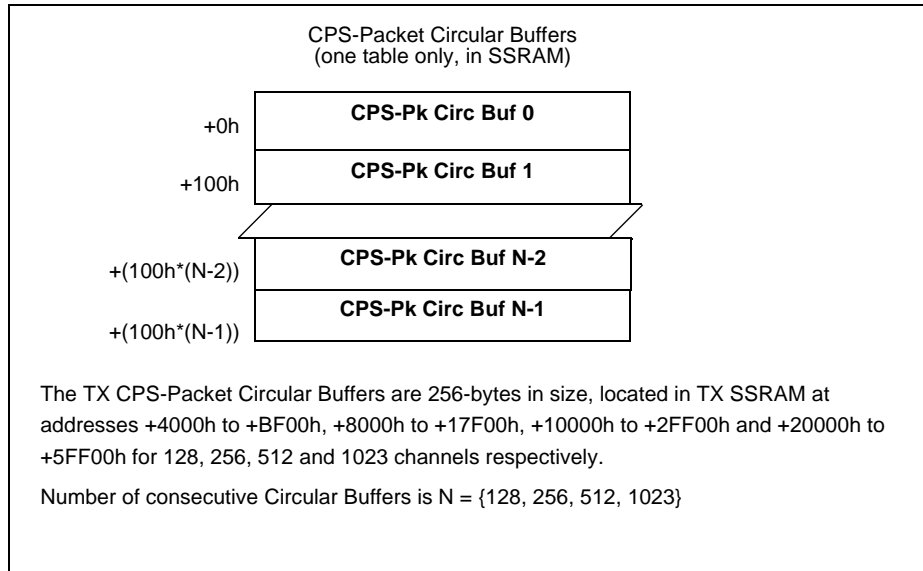 CPS-Packet Circular Buffers
(one table only, in SSRAM)
+0h
CPS-Pk Circ Buf 0
+100h
CPS-Pk Circ Buf 1
+(100h*(N-2))
CPS-Pk Circ Buf N-2
+(100h*(N-1))
CPS-Pk Circ Buf N-1
The TX CPS-Packet Circular Buffers are 256-bytes in size, located in TX SSRAM at
addresses +4000h to +BF00h, +8000h to +17F00h, +10000h to +2FF00h and +20000h to
+5FF00h for 128, 256, 512 and 1023 channels respectively.
Number of consecutive Circular Buffers is N = {128, 256, 512, 1023}